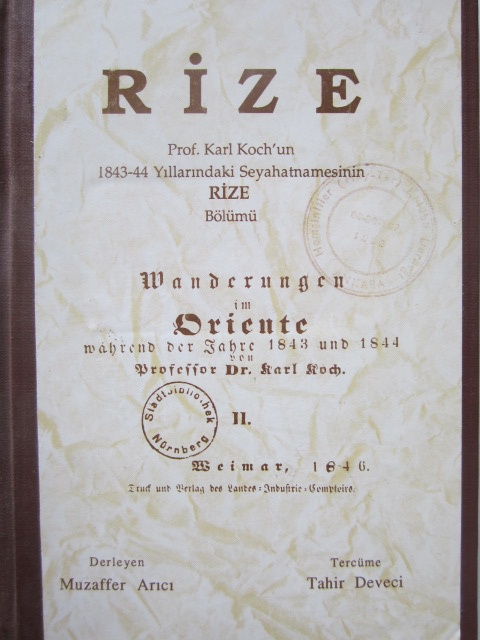 RİZE
Prof. Karl Koch'un
1843-44 Yıllarındaki Seyahatnamesinin
RİZE
Bölümü
Wanderungen
im
Oriente
während der Jahre 1843 und 1844
von
Professor Dr. Karl Koch.
Stadtbibliothek
Nürnberg
II.
Weimar, 1846.
Druck und Verlag des Landes-Industrie-Comptoirs.
Derleyen
Muzaffer Arıcı
Tercüme
Tahir Deveci